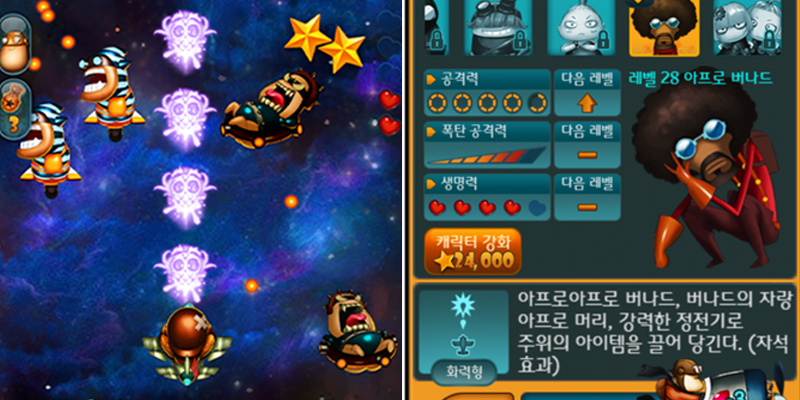 3
공격력
다음 레벨
레벨 28 아프로 버나드
폭탄 공격력
다음 레벨
생명력
다음 레벨
캐릭터 강화
24,000
아프로아프로 버나드, 버나드의 자랑
아프로 머리, 강력한 정전기로
주위의 아이템을 끌어 당긴다. (자석
효과)
화력형
3